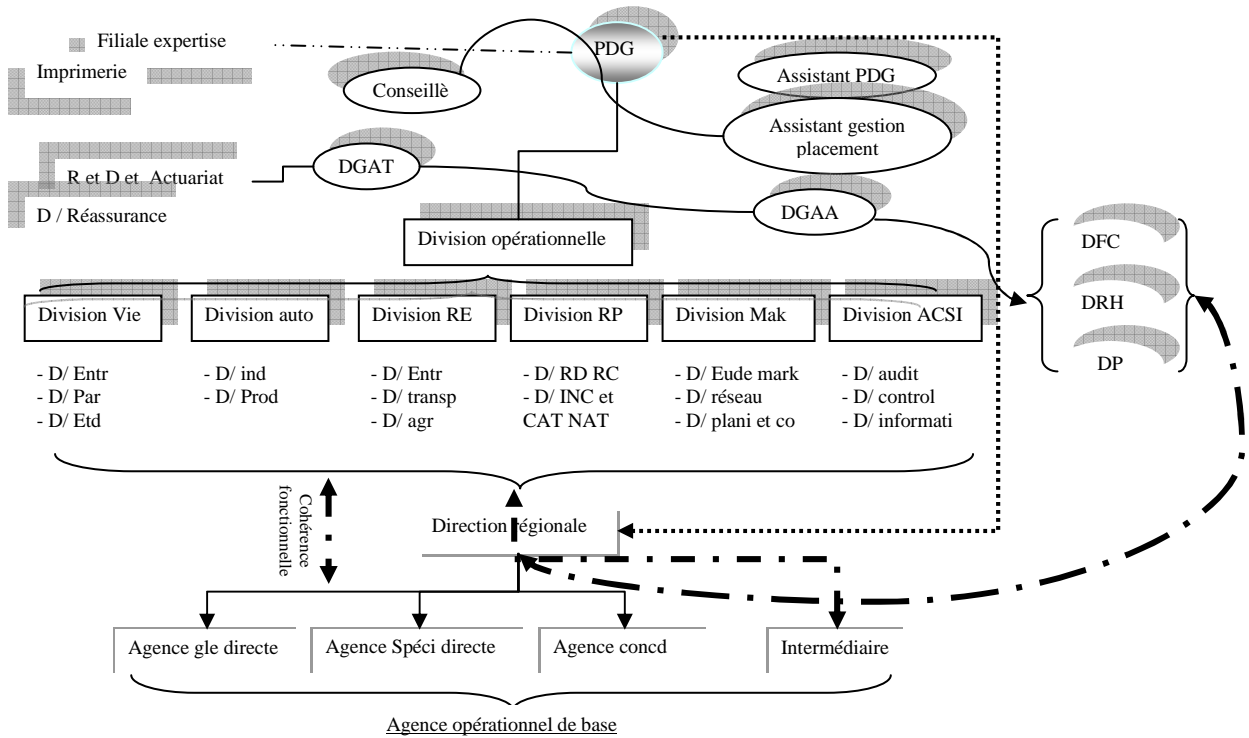 Filiale expertise
PDG
Imprimerie
Conseillè
Assistant PDG
Assistant gestion
placement
R et D et Actuariat
DGAT
D / Réassurance
DGAA
Division opérationnelle
DFC
DRH
DP
Division Vie
Division auto
Division RE
Division RP
Division Mak
Division ACSI
- D/ Entr
- D/ Par
- D/ Etd
- D/ ind
- D/ Prod
- D/ Entr
- D/ transp
- D/ agr
- D/ RD RC
- D/ INC et
CAT NAT
- D/ Eude mark
- D/ réseau
- D/ plani et co
- D/ audit
- D/ control
- D/ informati
Cohérence
fonctionnelle
Direction régionale
Agence gle directe
Agence Spéci directe
Agence concd
Intermédiaire
Agence opérationnel de base